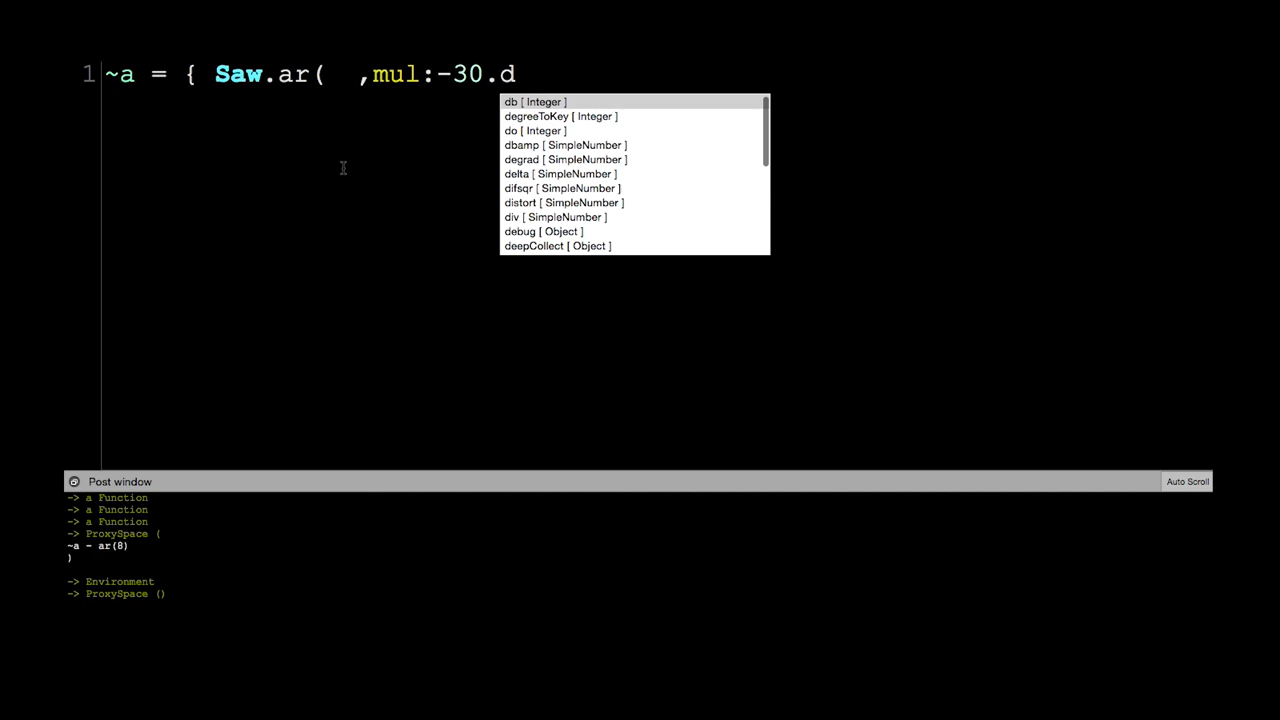 1 ~a = { Saw.ar(  ,mul:-30.d
db [ Integer ]
degreeToKey [ Integer ]
do [ Integer ]
dbamp [ SimpleNumber ]
degrad [ SimpleNumber ]
delta [ SimpleNumber ]
difsqr [ SimpleNumber ]
distort [ SimpleNumber ]
div [ SimpleNumber ]
debug [ Object ]
deepCollect [ Object ]
Post window Auto Scroll
-> a Function
-> a Function
-> a Function
-> ProxySpace (
~a - ar(8)
)
-> Environment
-> ProxySpace ()